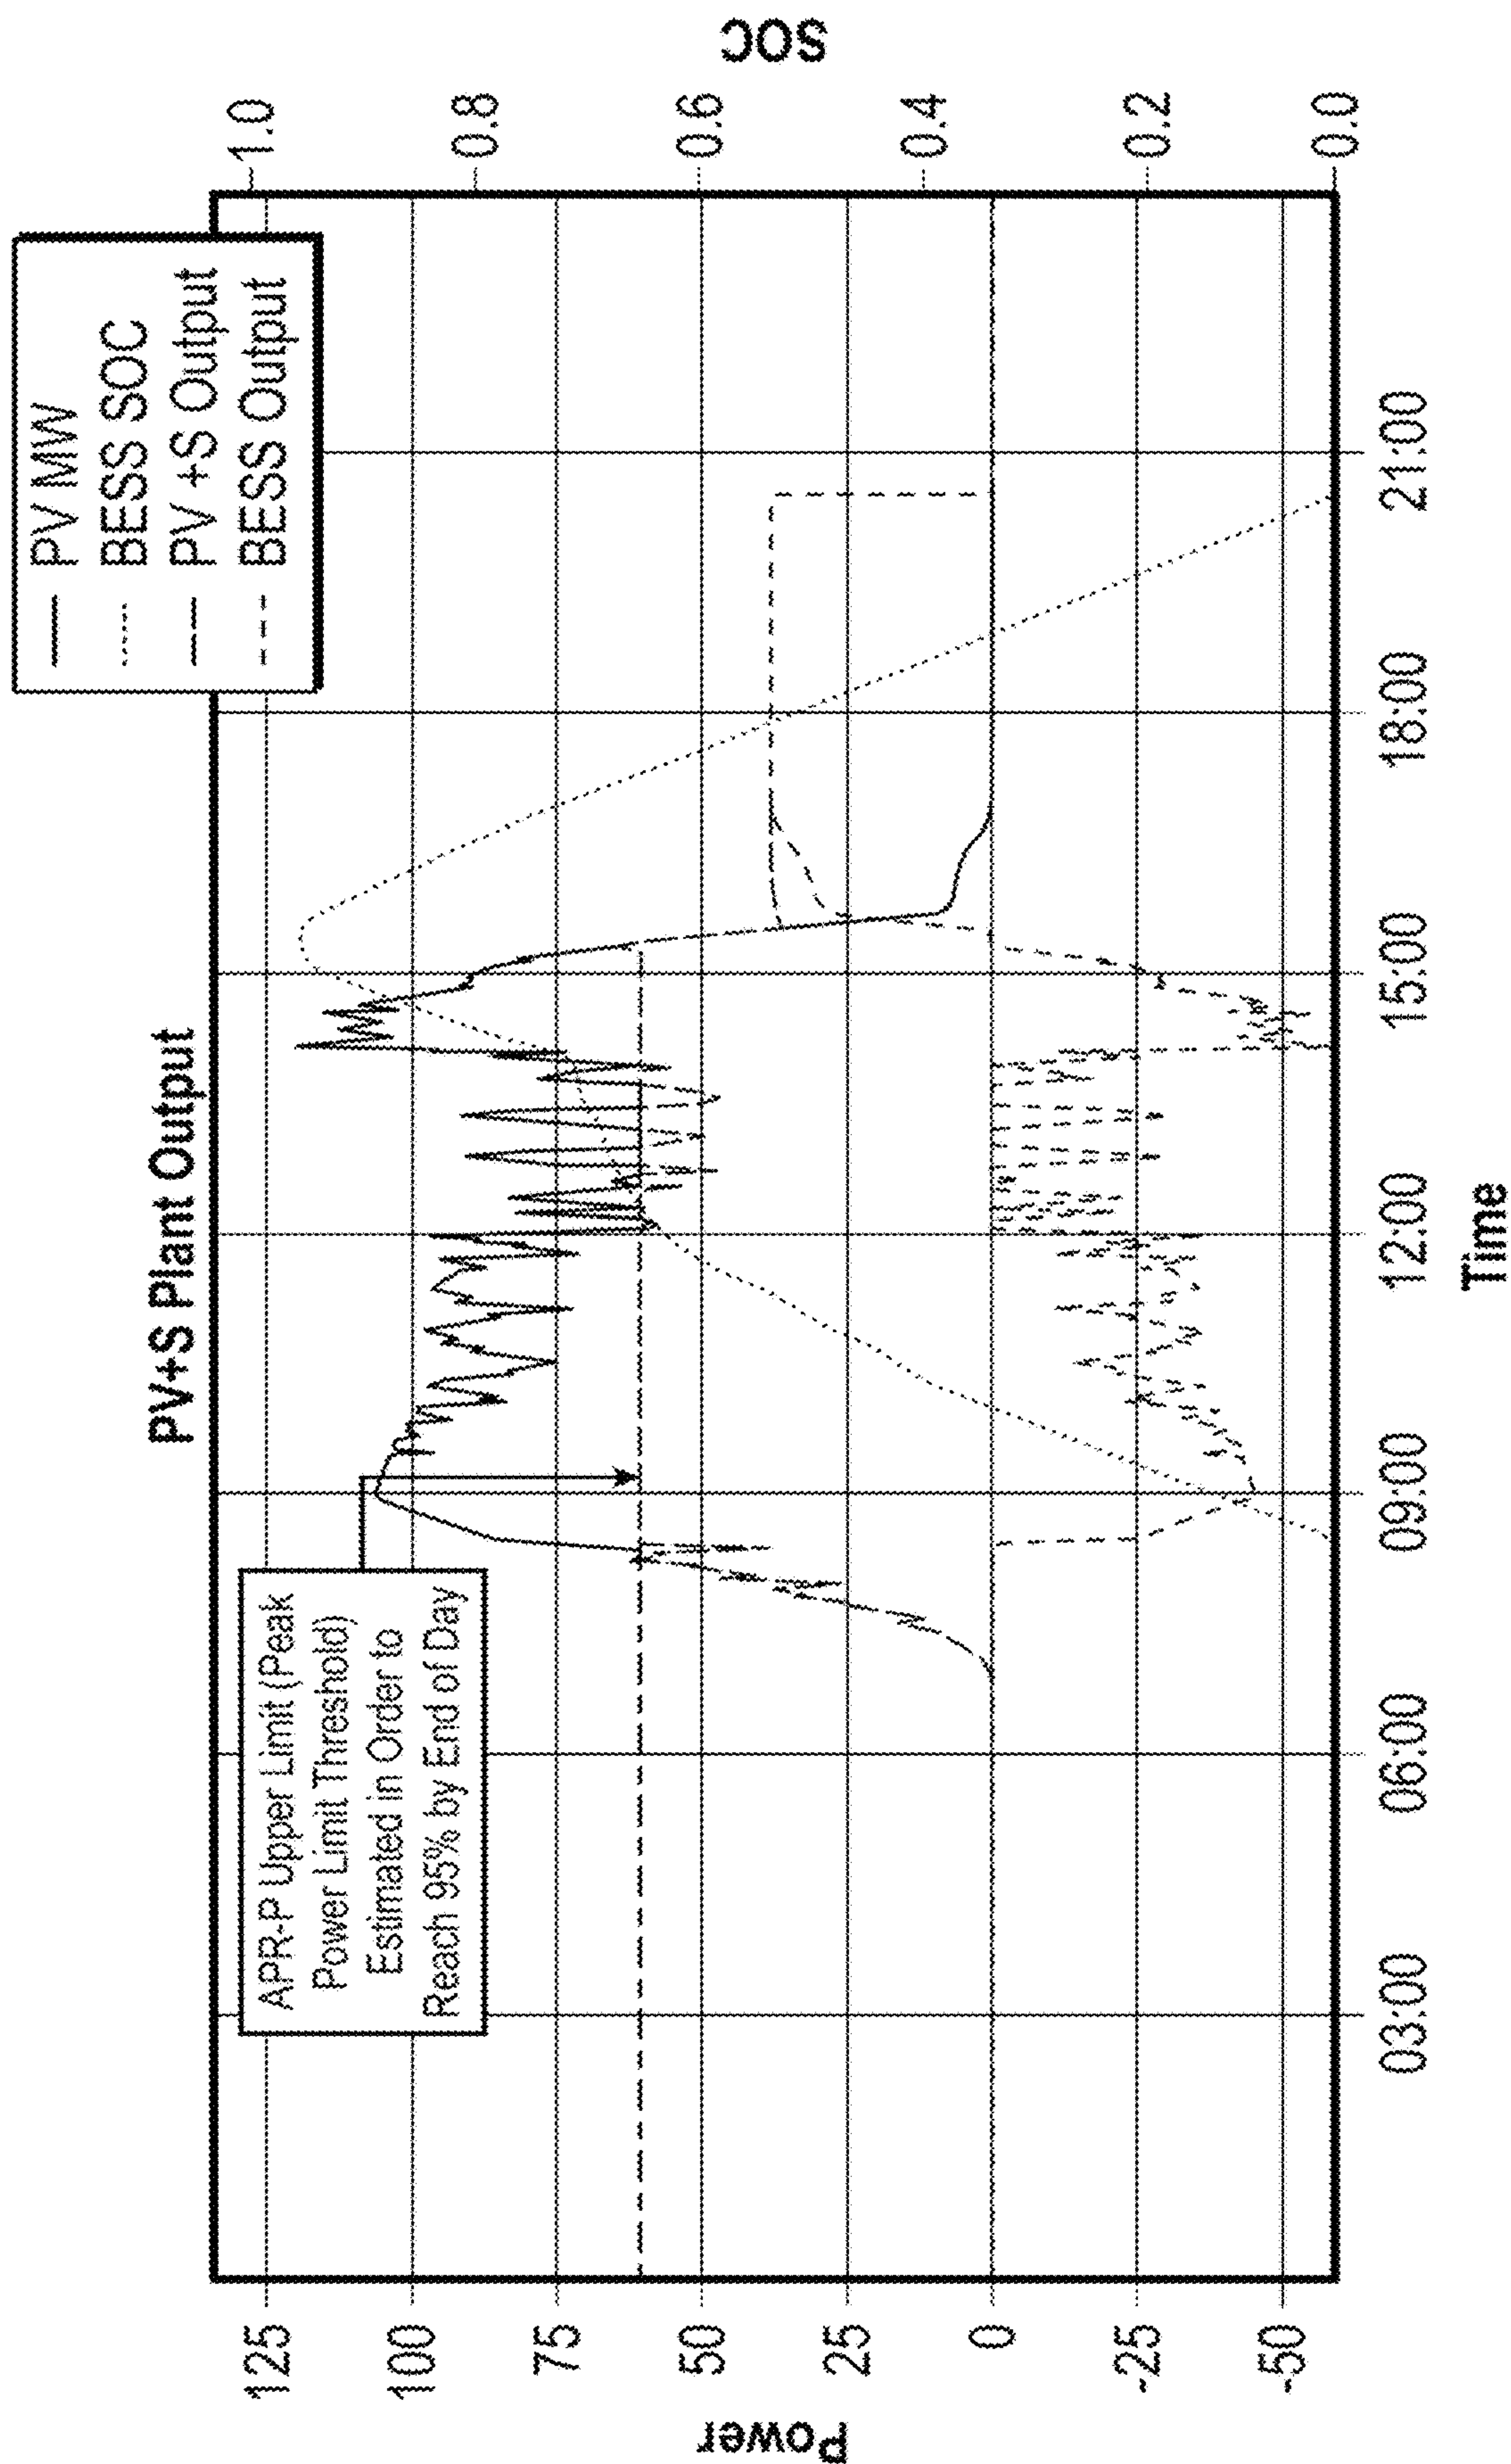 PV+S Plant Output
PV MW
BESS SOC
PV +S Output
BESS Output
APR-P Upper Limit (Peak
Power Limit Threshold)
Estimated in Order to
Reach 95% by End of Day
Power
125
100
75
50
25
0
-25
-50
SOC
1.0
0.8
0.6
0.4
0.2
0.0
03:00
06:00
09:00
12:00
15:00
18:00
21:00
Time